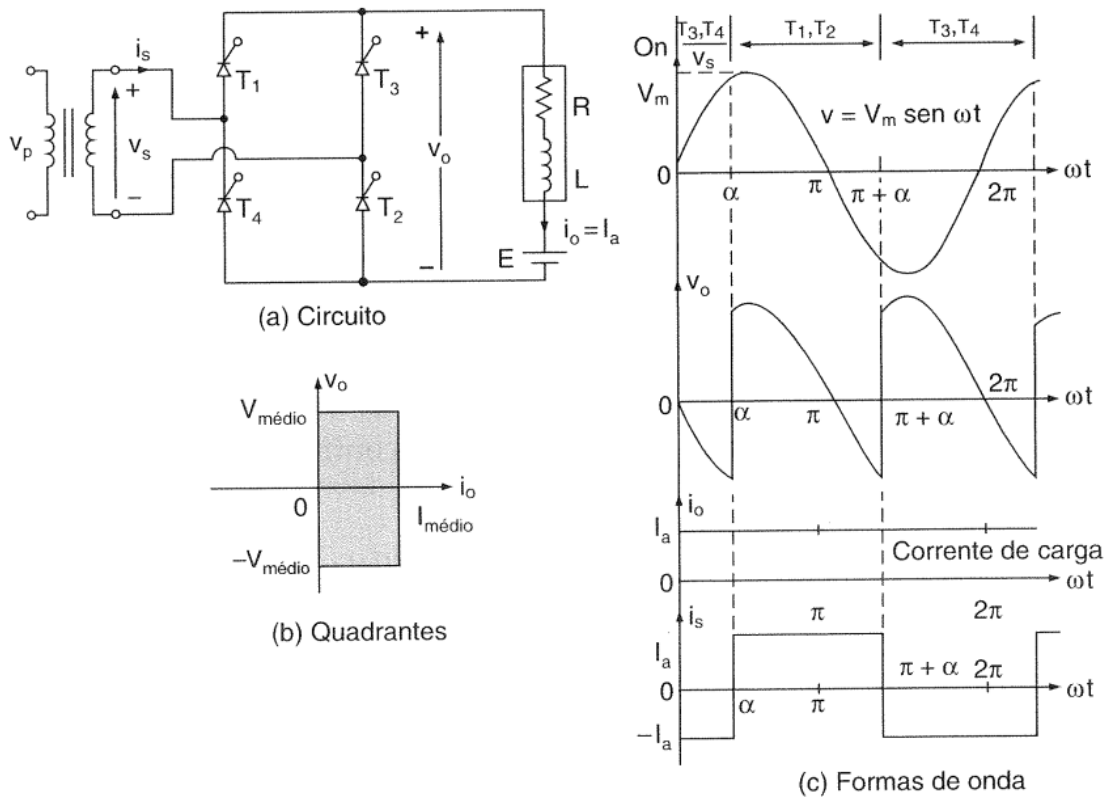 i_s
+
v_p
v_s
−
T_1
T_3
T_4
T_2
+
v_o
−
R
L
i_o = I_a
E
(a) Circuito
v_o
V_médio
0
i_o
I_médio
−V_médio
(b) Quadrantes
T_3,T_4
T_1,T_2
T_3,T_4
On
v_s
V_m
v = V_m sen ωt
0
α
π
π + α
2π
ωt
v_o
0
α
π
π + α
2π
i_o
I_a
Corrente de carga
0
ωt
i_s
π
2π
I_a
π + α
2π
0
ωt
α
π
−I_a
(c) Formas de onda